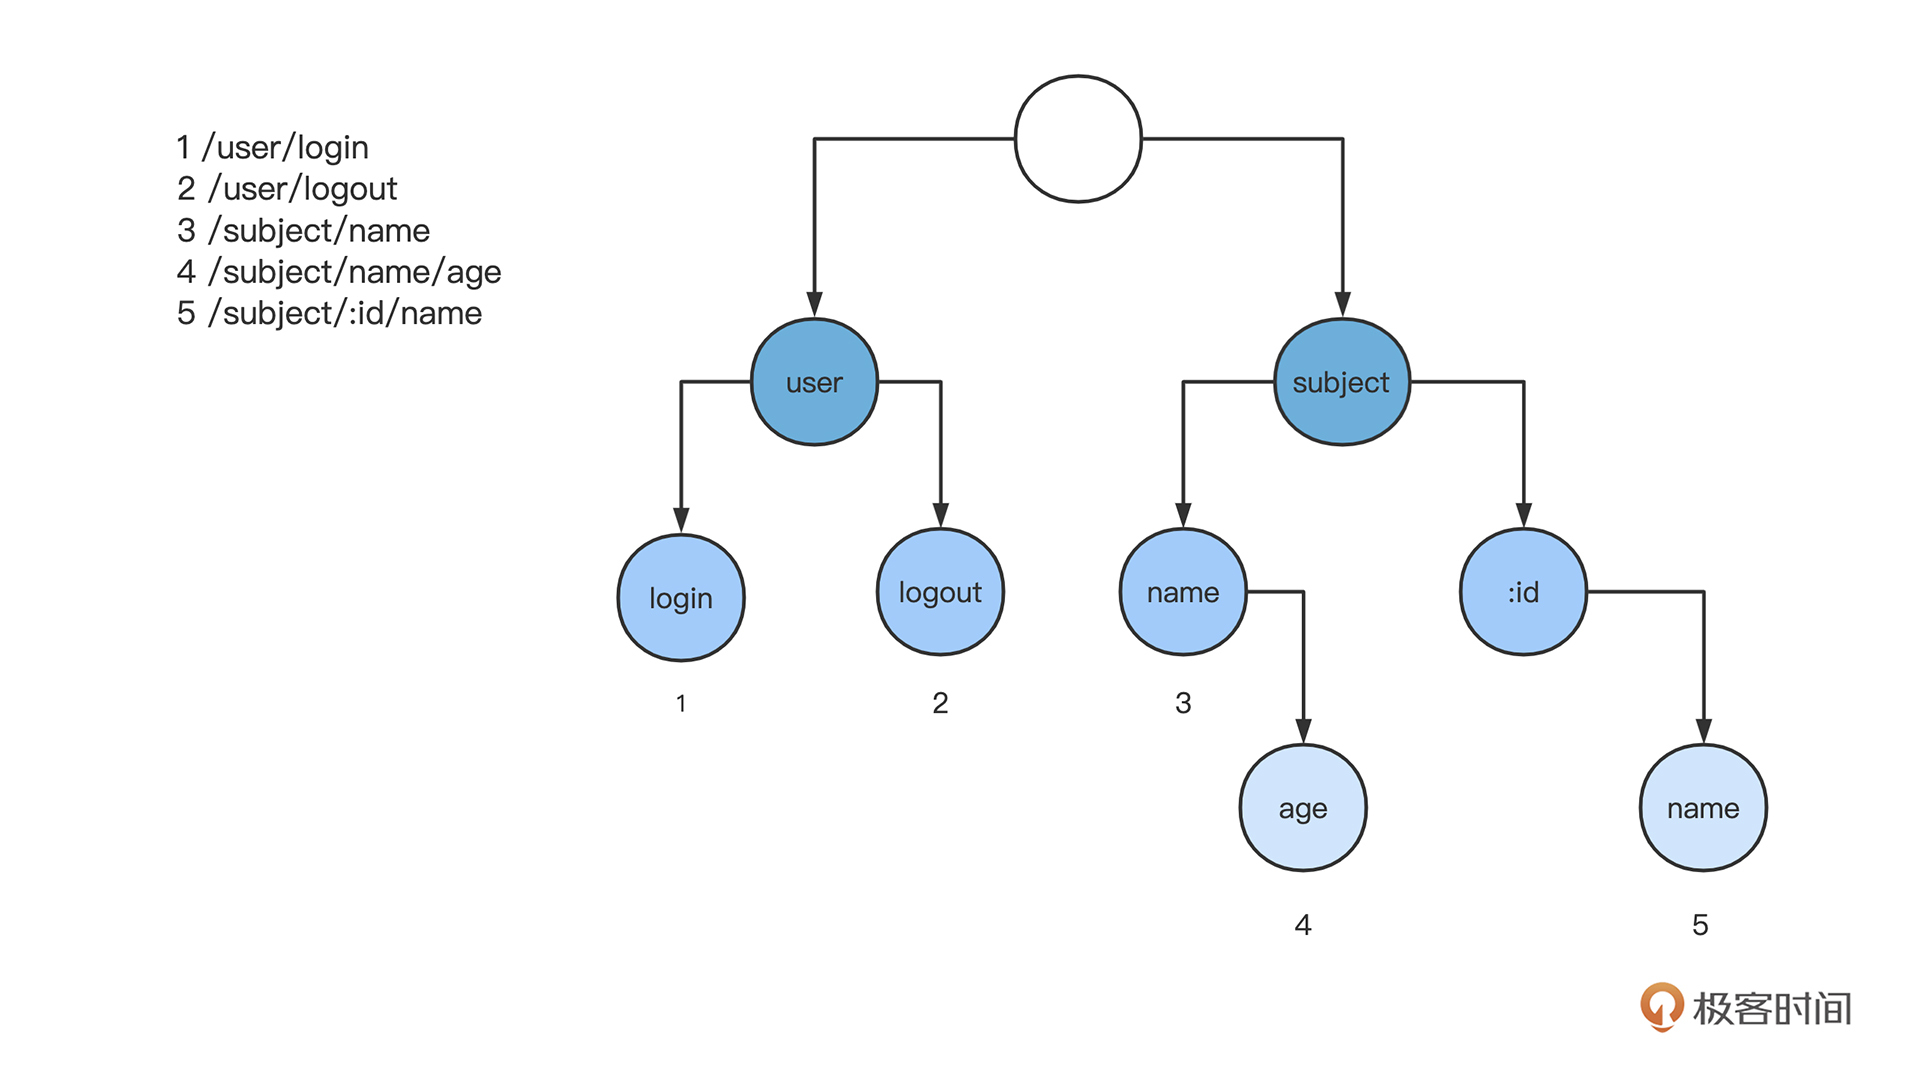 1 /user/login
2 /user/logout
3 /subject/name
4 /subject/name/age
5 /subject/:id/name
user
subject
login
logout
name
:id
1
2
3
age
name
4
5
极客时间